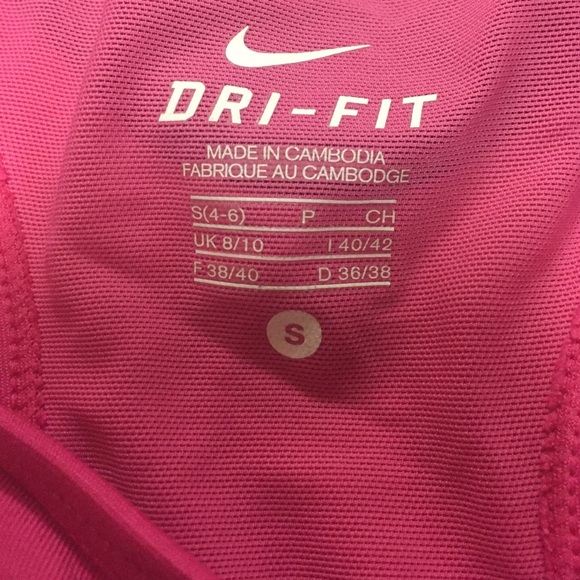 DRI-FIT
MADE IN CAMBODIA
FABRIQUE AU CAMBODGE
S(4-6) P CH
UK 8/10 I 40/42
F 38/40 D 36/38
S